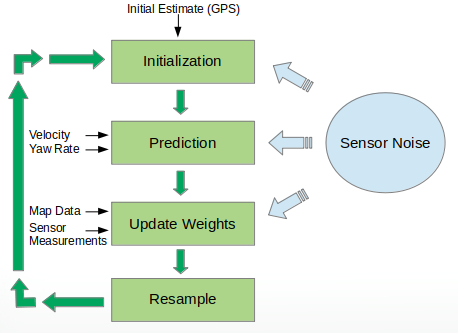 Initial Estimate (GPS)
Initialization
Velocity
Yaw Rate
Prediction
Sensor Noise
Map Data
Sensor
Measurements
Update Weights
Resample